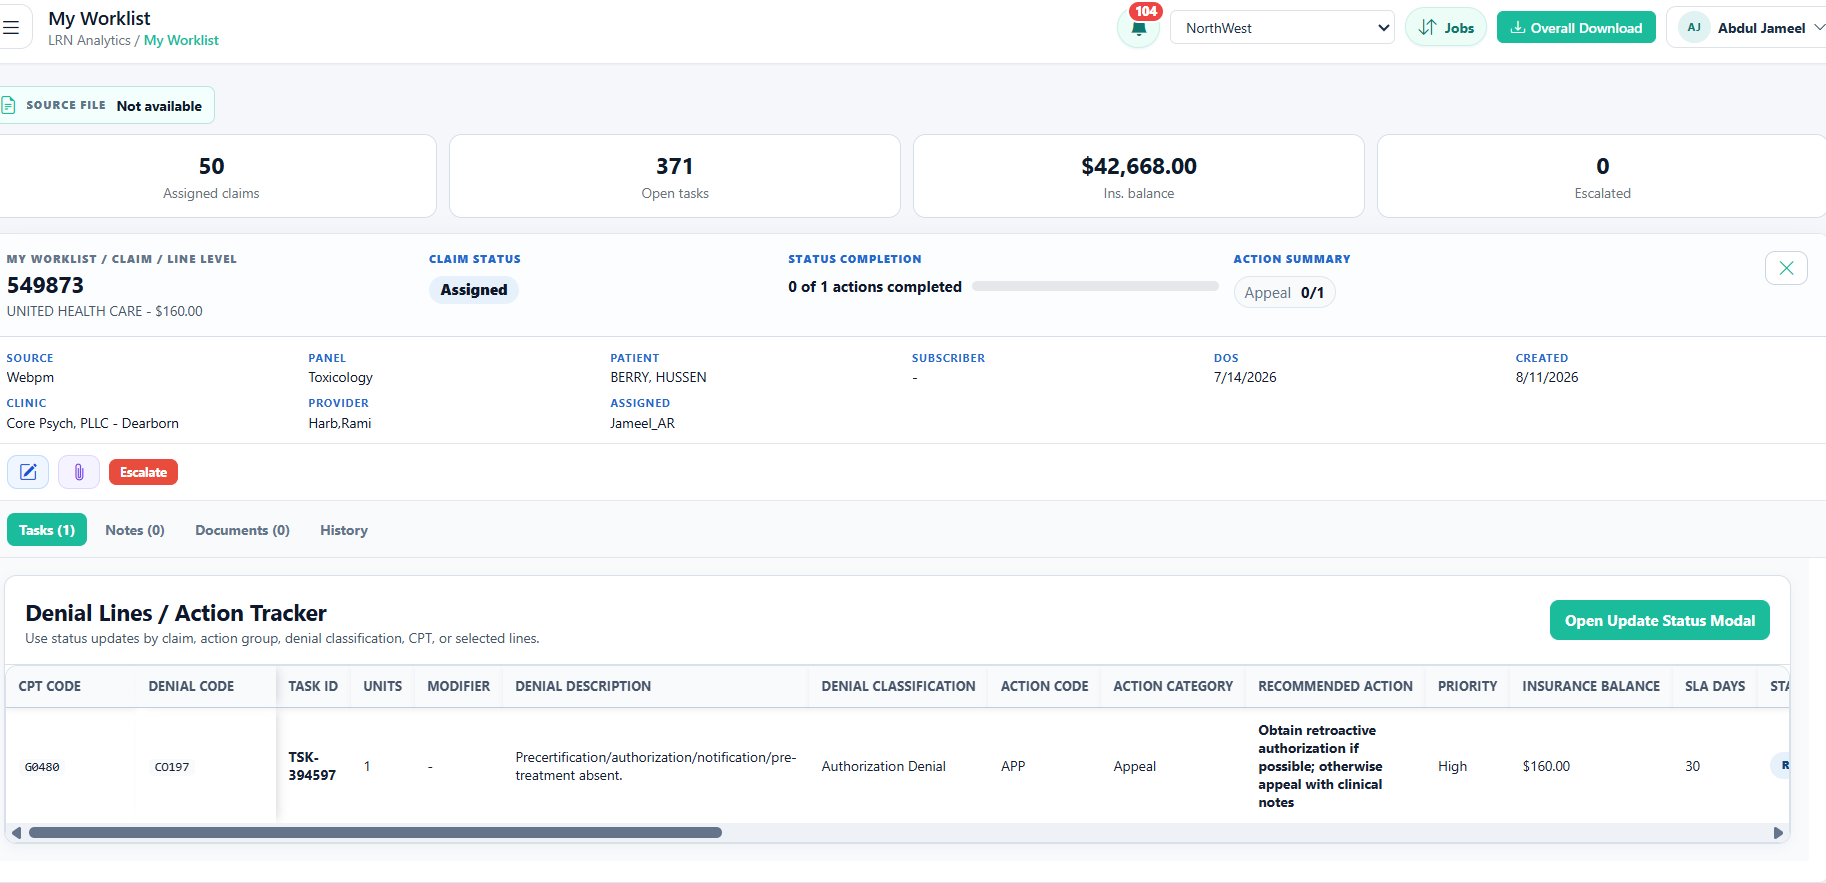 My Worklist
LRN Analytics / My Worklist
104
NorthWest
Jobs
Overall Download
AJ
Abdul Jameel
SOURCE FILE Not available
50
Assigned claims
371
Open tasks
$42,668.00
Ins. balance
0
Escalated
MY WORKLIST / CLAIM / LINE LEVEL
549873
UNITED HEALTH CARE - $160.00
CLAIM STATUS
Assigned
STATUS COMPLETION
0 of 1 actions completed
ACTION SUMMARY
Appeal 0/1
SOURCE
Webpm
PANEL
Toxicology
PATIENT
BERRY, HUSSEN
SUBSCRIBER
-
DOS
7/14/2026
CREATED
8/11/2026
CLINIC
Core Psych, PLLC - Dearborn
PROVIDER
Harb,Rami
ASSIGNED
Jameel_AR
Escalate
Tasks (1) Notes (0) Documents (0) History
Denial Lines / Action Tracker
Use status updates by claim, action group, denial classification, CPT, or selected lines.
Open Update Status Modal
CPT CODE DENIAL CODE TASK ID UNITS MODIFIER DENIAL DESCRIPTION DENIAL CLASSIFICATION ACTION CODE ACTION CATEGORY RECOMMENDED ACTION PRIORITY INSURANCE BALANCE SLA DAYS STA
G0480
CO197
TSK-
394597
1
-
Precertification/authorization/notification/pre-
treatment absent.
Authorization Denial
APP
Appeal
Obtain retroactive
authorization if
possible; otherwise
appeal with clinical
notes
High
$160.00
30
R